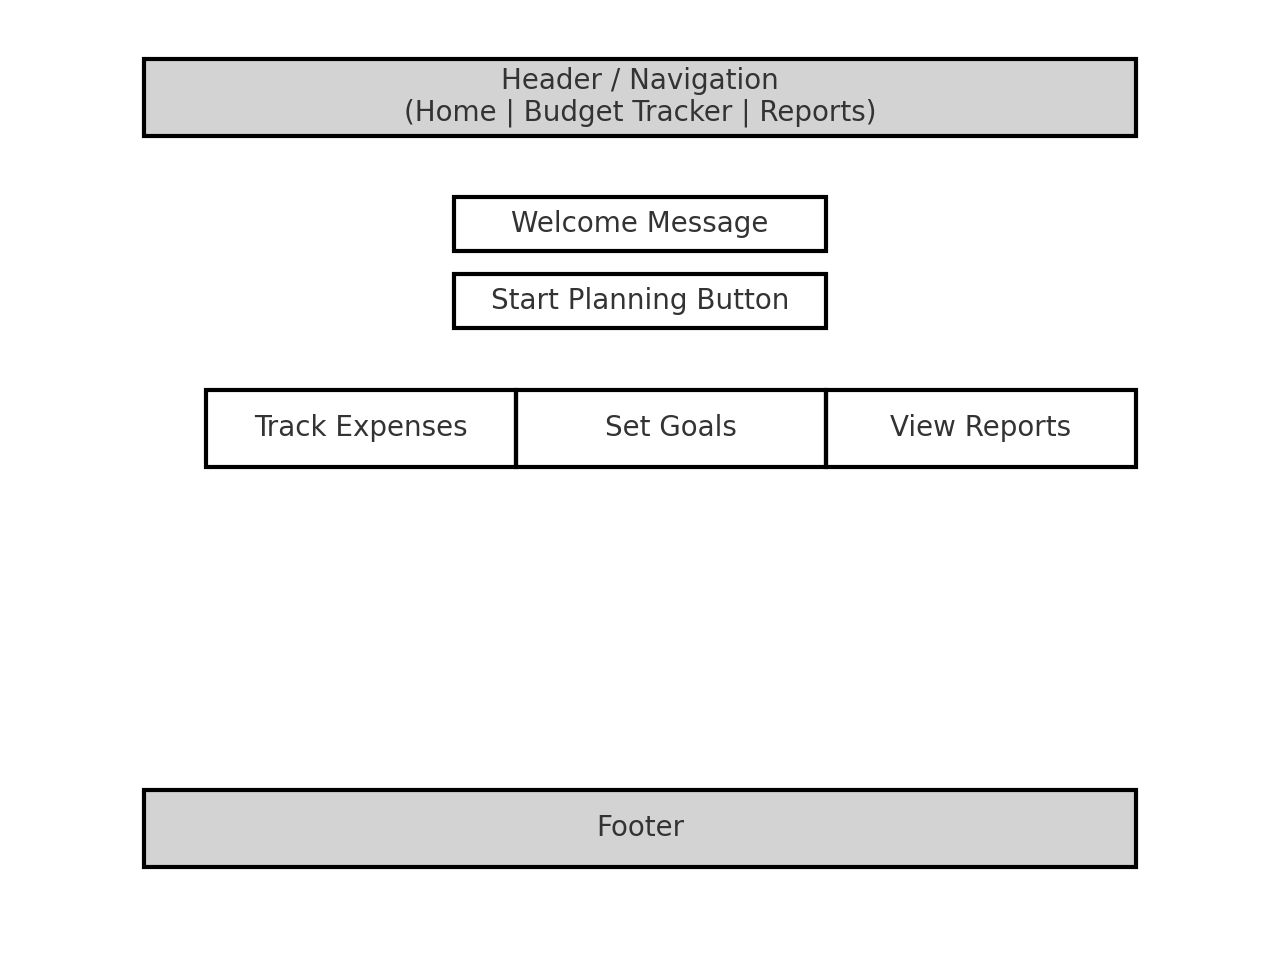 Header / Navigation
(Home | Budget Tracker | Reports)
Welcome Message
Start Planning Button
Track Expenses
Set Goals
View Reports
Footer